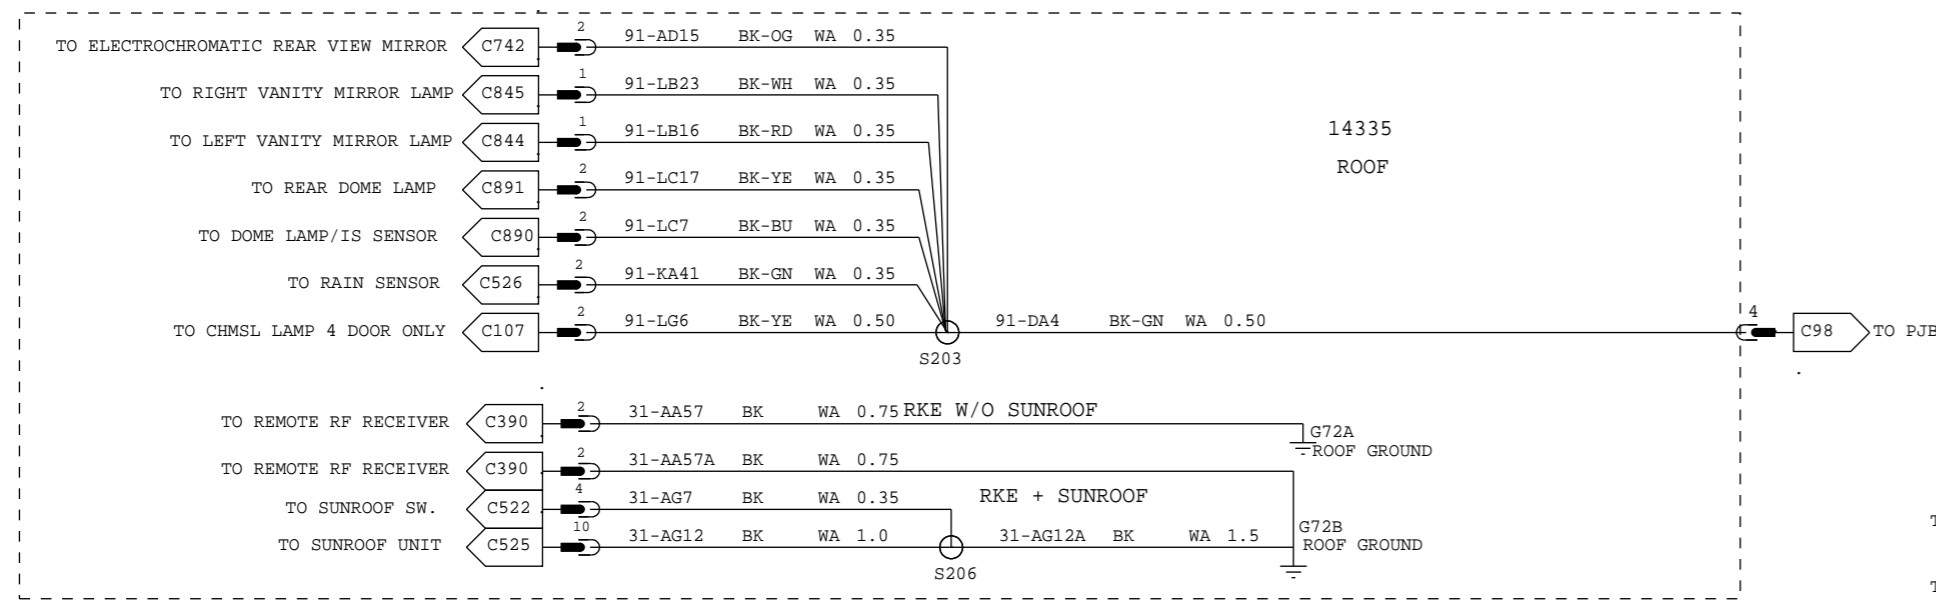 2
TO ELECTROCHROMATIC REAR VIEW MIRROR C742 91-AD15 BK-OG WA 0.35
1
TO RIGHT VANITY MIRROR LAMP C845 91-LB23 BK-WH WA 0.35
14335
1
TO LEFT VANITY MIRROR LAMP C844 91-LB16 BK-RD WA 0.35
ROOF
2
TO REAR DOME LAMP C891 91-LC17 BK-YE WA 0.35
2
TO DOME LAMP/IS SENSOR C890 91-LC7 BK-BU WA 0.35
2
TO RAIN SENSOR C526 91-KA41 BK-GN WA 0.35
2 4
TO CHMSL LAMP 4 DOOR ONLY C107 91-LG6 BK-YE WA 0.50 91-DA4 BK-GN WA 0.50 C98 TO PJB
S203
2
TO REMOTE RF RECEIVER C390 31-AA57 BK WA 0.75 RKE W/O SUNROOF
G72A
ROOF GROUND
2
TO REMOTE RF RECEIVER C390 31-AA57A BK WA 0.75
4
TO SUNROOF SW. C522 31-AG7 BK WA 0.35 RKE + SUNROOF
10
TO SUNROOF UNIT C525 31-AG12 BK WA 1.0 31-AG12A BK WA 1.5
G72B
ROOF GROUND
S206